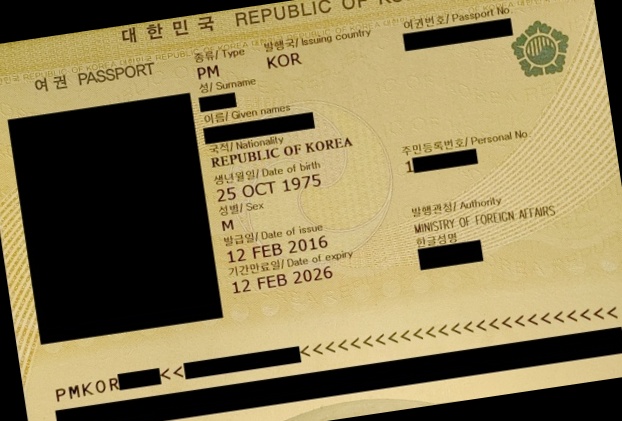 대한민국 REPUBLIC OF
여권 PASSPORT
종류/ Type 발행국/ Issuing country 여권번호/ Passport No.
PM KOR
성/ Surname
이름/ Given names
국적/ Nationality
REPUBLIC OF KOREA
주민등록번호/ Personal No.
1
생년월일/ Date of birth
25 OCT 1975
성별/ Sex
M
발행관청/ Authority
MINISTRY OF FOREIGN AFFAIRS
한글성명
발급일/ Date of issue
12 FEB 2016
기간만료일/ Date of expiry
12 FEB 2026
PMKOR <<  <<<<<<<<<<<<<<<<<<<<<<<<<<<<